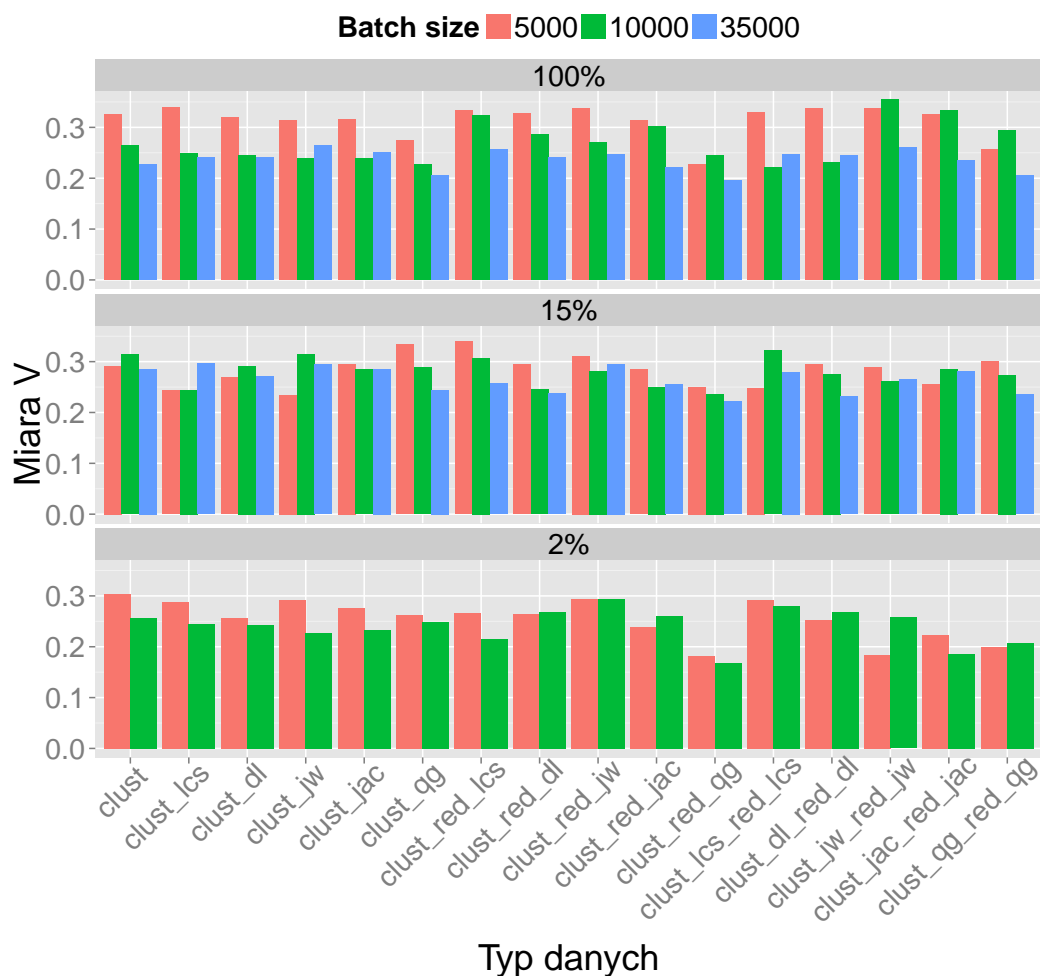 Batch size 5000 10000 35000
100%
0.3
0.2
0.1
0.0
15%
0.3
0.2
0.1
0.0
2%
0.3
0.2
0.1
0.0
Miara V
clust
clust_lcs
clust_dl
clust_jw
clust_jac
clust_qg
clust_red_lcs
clust_red_dl
clust_red_jw
clust_red_jac
clust_red_qg
clust_lcs_red_lcs
clust_dl_red_dl
clust_jw_red_jw
clust_jac_red_jac
clust_qg_red_qg
Typ danych